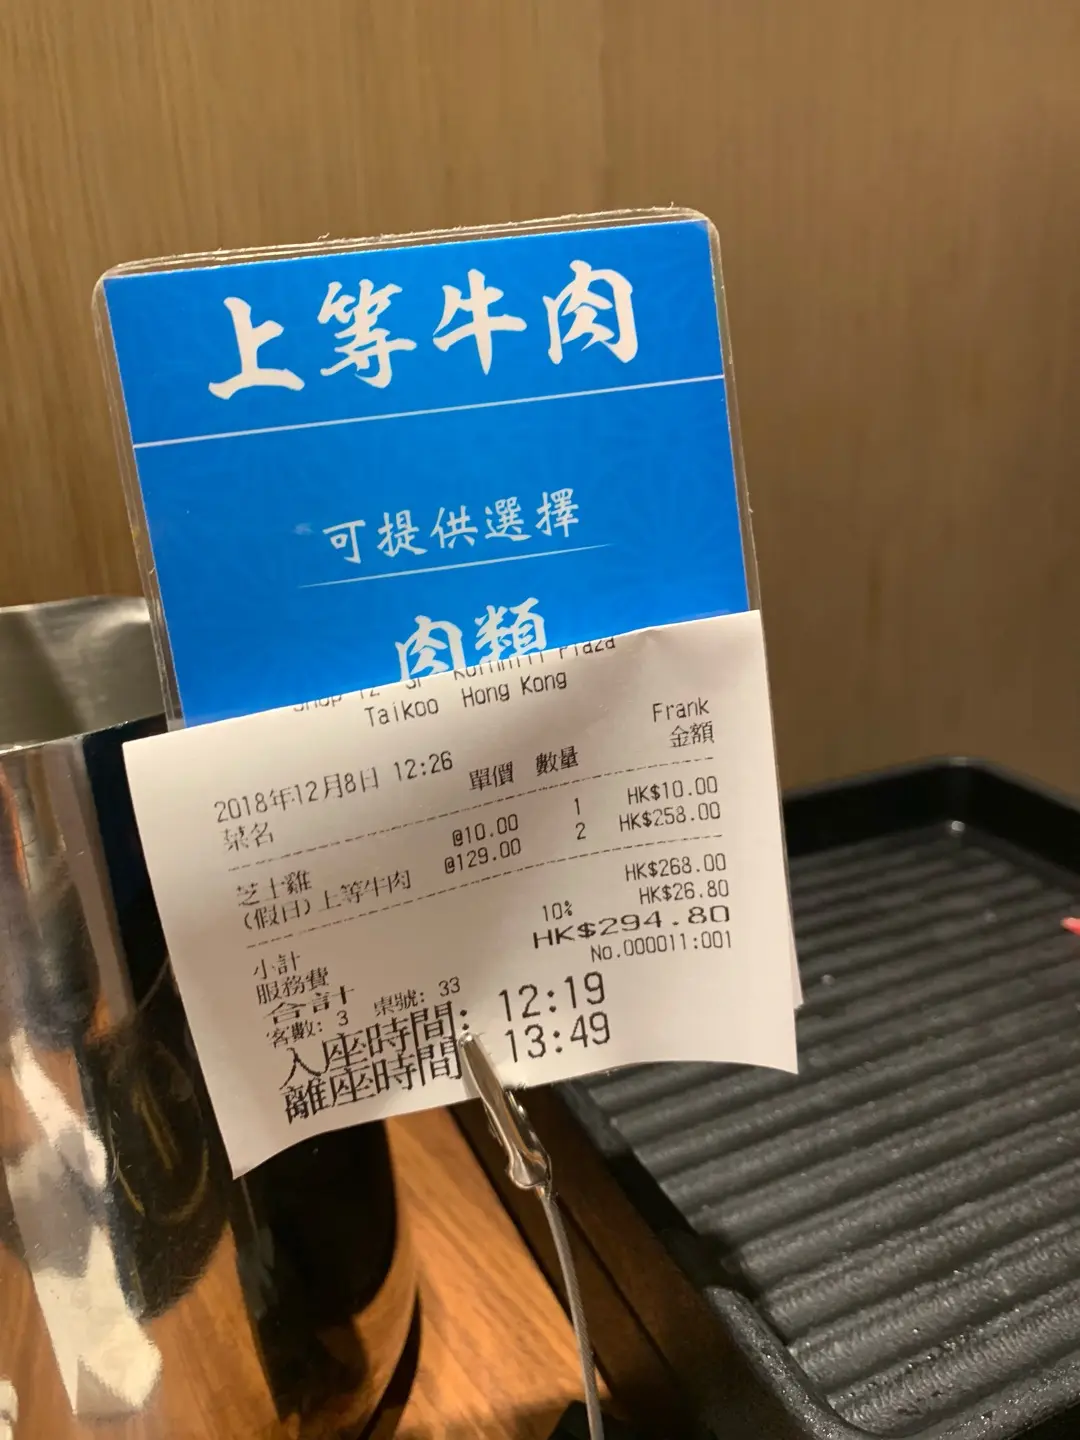 上等牛肉
可提供選擇
肉類
Shop 12 Kornhill Plaza
Taikoo Hong Kong
Frank
2018年12月8日 12:26
菜名 單價 數量 金額
芝士雞 @10.00 1 HK$10.00
(假日)上等牛肉 @129.00 2 HK$258.00
小計 HK$268.00
服務費 10% HK$26.80
合計 HK$294.80
客數: 3 桌號: 33 No.000011:001
入座時間: 12:19
離座時間 13:49